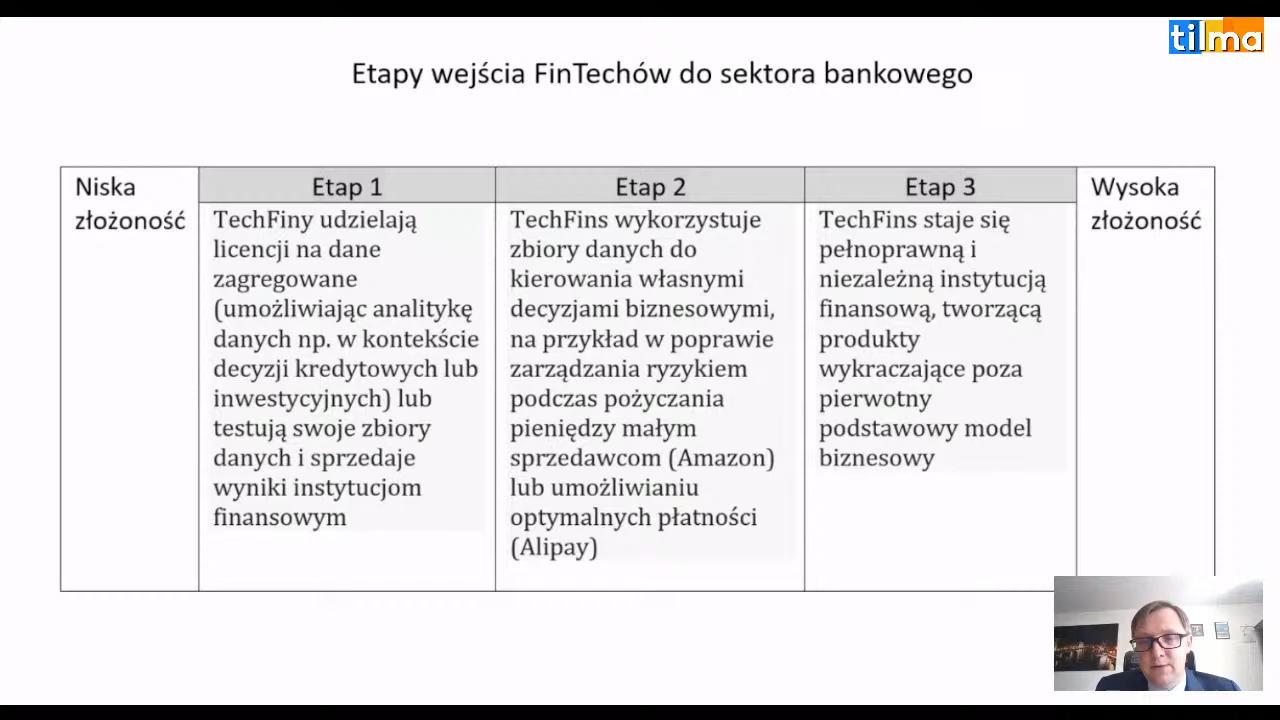 tilma
Etapy wejścia FinTechów do sektora bankowego
Niska
złożoność
Etap 1
TechFiny udzielają
licencji na dane
zagregowane
(umożliwiając analitykę
danych np. w kontekście
decyzji kredytowych lub
inwestycyjnych) lub
testują swoje zbiory
danych i sprzedaje
wyniki instytucjom
finansowym
Etap 2
TechFins wykorzystuje
zbiory danych do
kierowania własnymi
decyzjami biznesowymi,
na przykład w poprawie
zarządzania ryzykiem
podczas pożyczania
pieniędzy małym
sprzedawcom (Amazon)
lub umożliwianiu
optymalnych płatności
(Alipay)
Etap 3
TechFins staje się
pełnoprawną i
niezależną instytucją
finansową, tworzącą
produkty
wykraczające poza
pierwotny
podstawowy model
biznesowy
Wysoka
złożoność